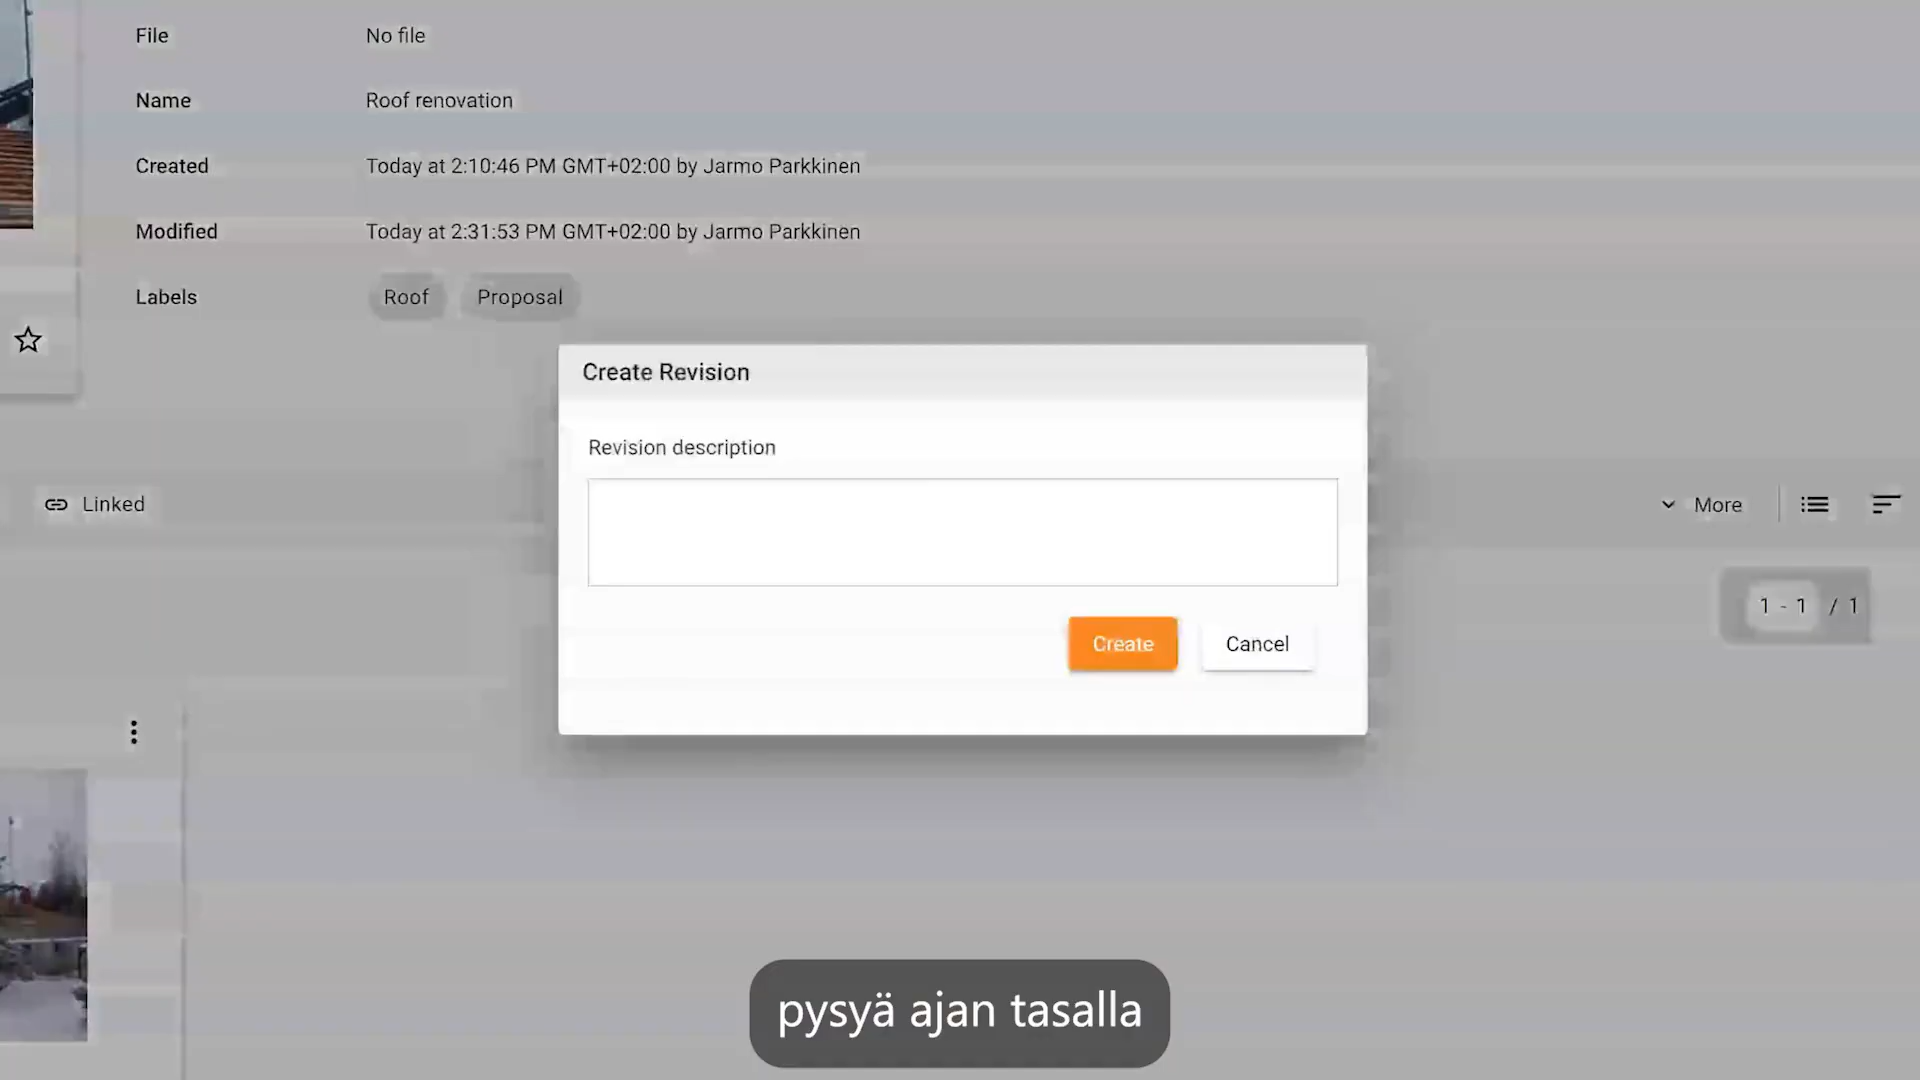 File No file
Name Roof renovation
Created Today at 2:10:46 PM GMT+02:00 by Jarmo Parkkinen
Modified Today at 2:31:53 PM GMT+02:00 by Jarmo Parkkinen
Labels Roof Proposal
Create Revision
Revision description
Linked
More
1 - 1 / 1
Create Cancel
pysyä ajan tasalla